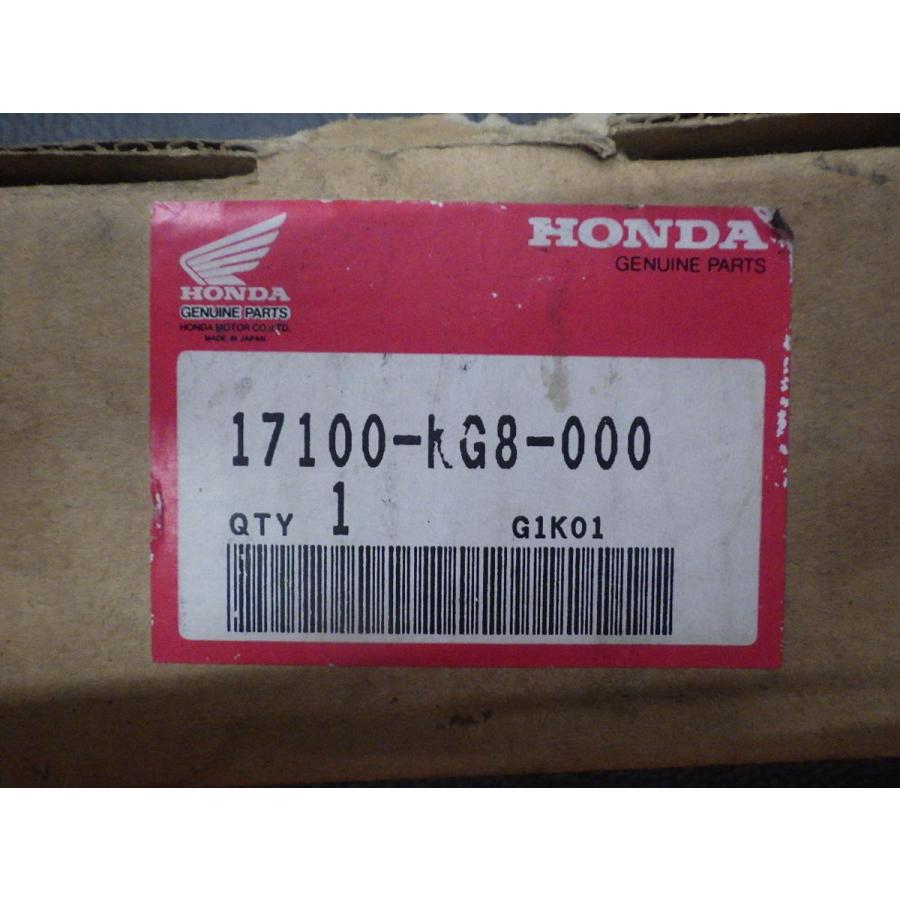 HONDA
GENUINE PARTS
HONDA MOTOR CO.,LTD.
MADE IN JAPAN
HONDA
GENUINE PARTS
17100-KG8-000
QTY 1 G1K01